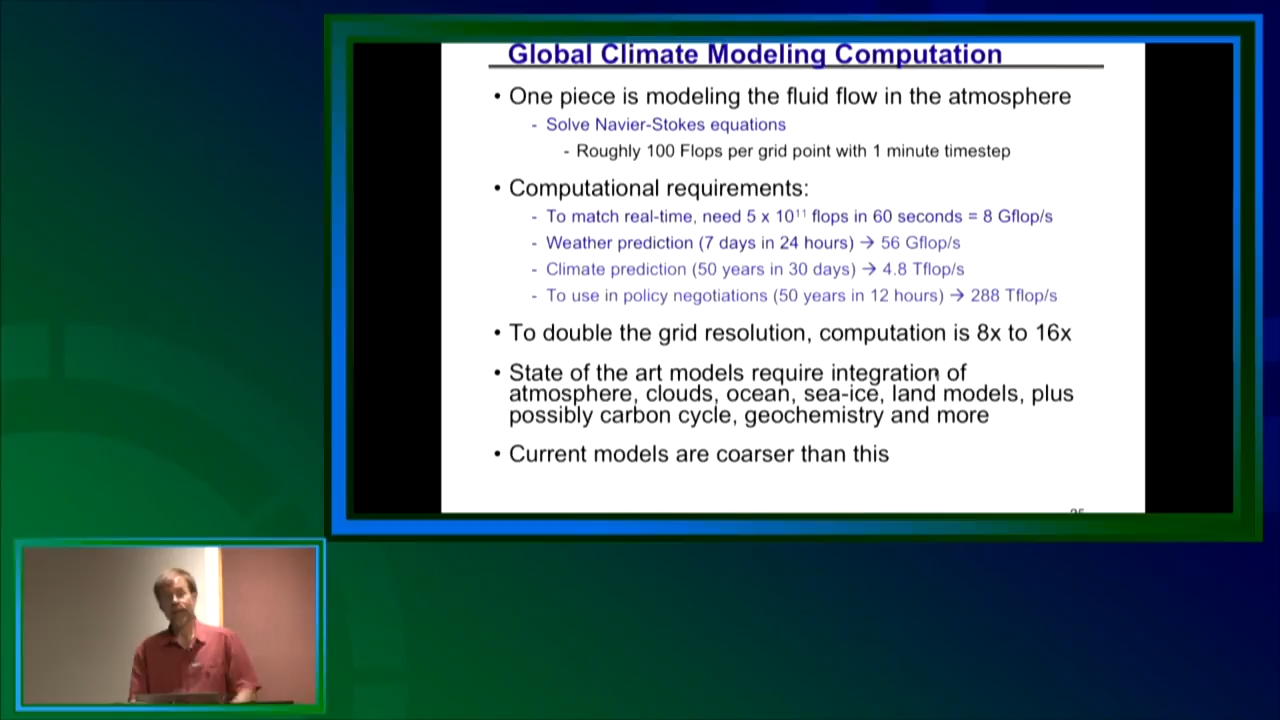 Global Climate Modeling Computation
• One piece is modeling the fluid flow in the atmosphere
- Solve Navier-Stokes equations
- Roughly 100 Flops per grid point with 1 minute timestep
• Computational requirements:
- To match real-time, need 5 x 10¹¹ flops in 60 seconds = 8 Gflop/s
- Weather prediction (7 days in 24 hours) → 56 Gflop/s
- Climate prediction (50 years in 30 days) → 4.8 Tflop/s
- To use in policy negotiations (50 years in 12 hours) → 288 Tflop/s
• To double the grid resolution, computation is 8x to 16x
• State of the art models require integration of
atmosphere, clouds, ocean, sea-ice, land models, plus
possibly carbon cycle, geochemistry and more
• Current models are coarser than this